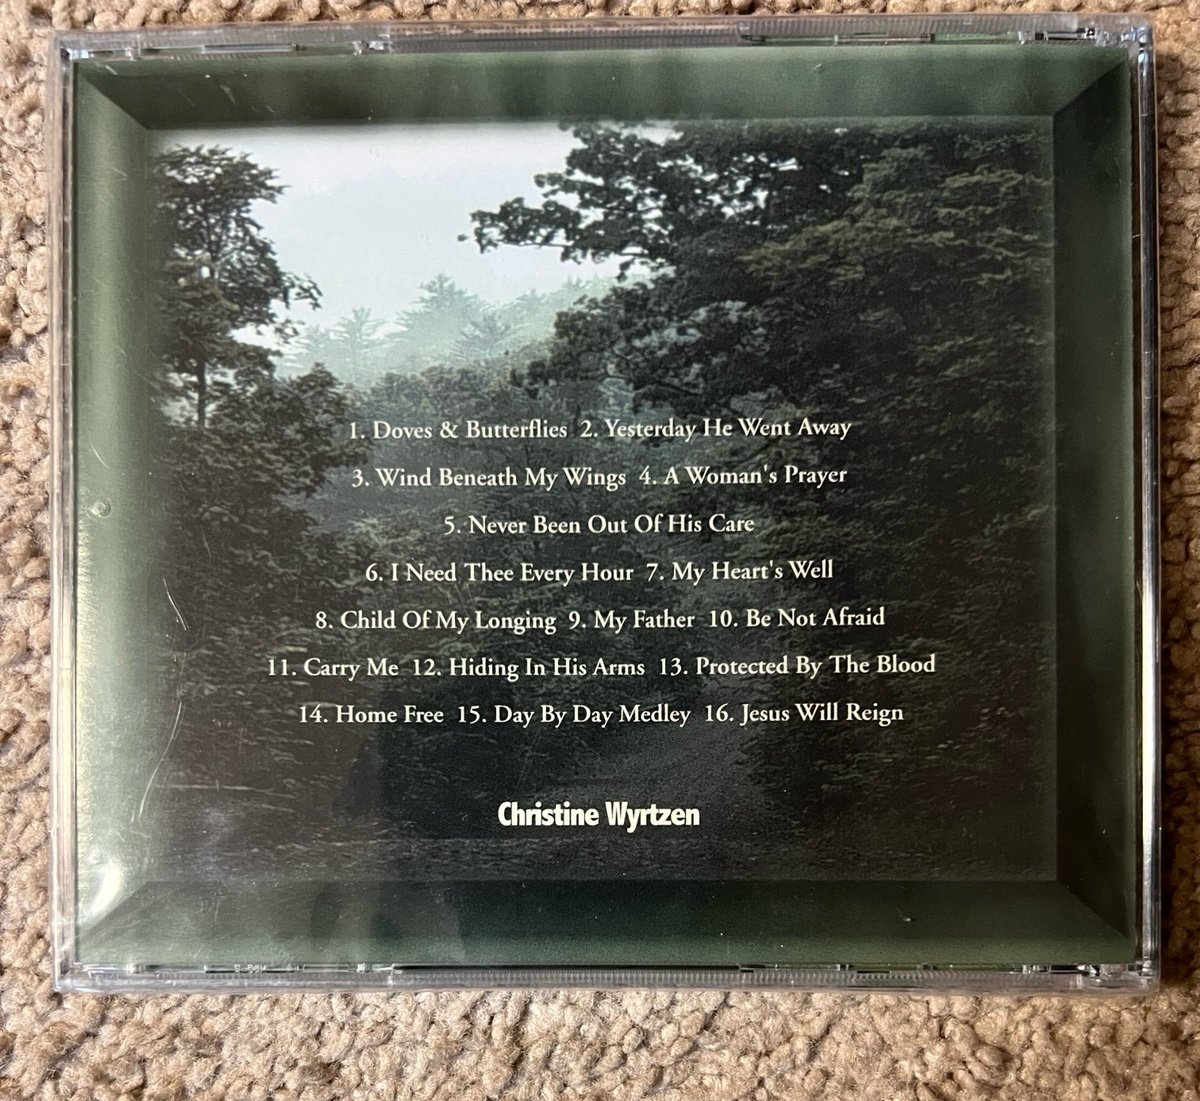 1. Doves & Butterflies 2. Yesterday He Went Away
3. Wind Beneath My Wings 4. A Woman's Prayer
5. Never Been Out Of His Care
6. I Need Thee Every Hour 7. My Heart's Well
8. Child Of My Longing 9. My Father 10. Be Not Afraid
11. Carry Me 12. Hiding In His Arms 13. Protected By The Blood
14. Home Free 15. Day By Day Medley 16. Jesus Will Reign
Christine Wyrtzen